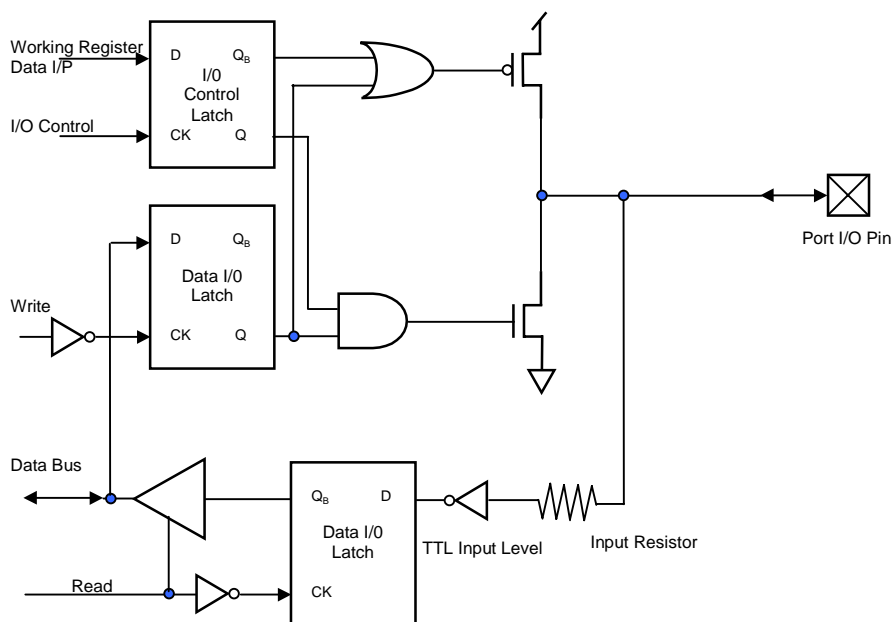 Working Register
Data I/P
I/O Control
D
QB
I/0
Control
Latch
CK
Q
D
QB
Data I/0
Latch
CK
Q
Write
Port I/O Pin
Data Bus
Read
QB
D
Data I/0
Latch
CK
TTL Input Level
Input Resistor